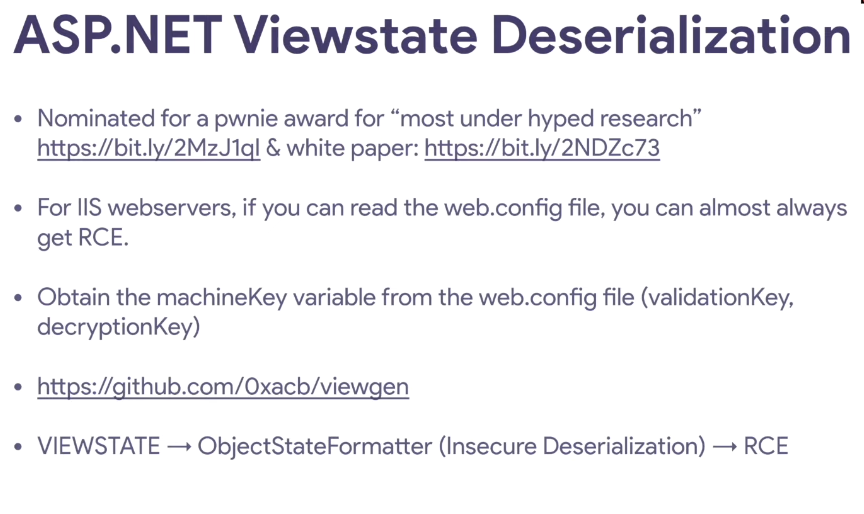 ASP.NET Viewstate Deserialization
• Nominated for a pwnie award for “most under hyped research”
https://bit.ly/2MzJ1ql & white paper: https://bit.ly/2NDZc73
• For IIS webservers, if you can read the web.config file, you can almost always
get RCE.
• Obtain the machineKey variable from the web.config file (validationKey,
decryptionKey)
• https://github.com/0xacb/viewgen
• VIEWSTATE → ObjectStateFormatter (Insecure Deserialization) → RCE